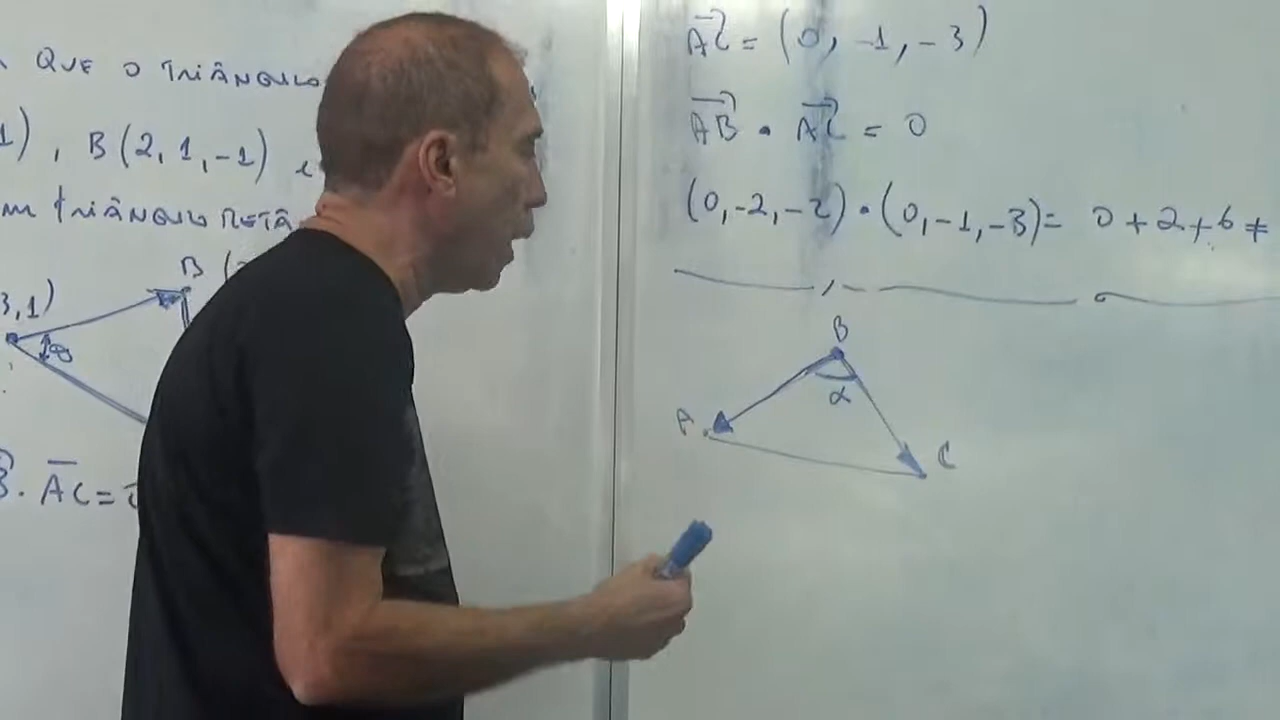 QUE O TRIÂNGULO
1), B(2, 1, -1) e
um triÂNGULO RETÂ
B (
3, 1)
θ
B. AC =
AC = (0, -1, -3)
AB . AC = 0
(0, -2, -2) . (0, -1, -3) = 0 + 2 + 6 ≠
B
α
A
C